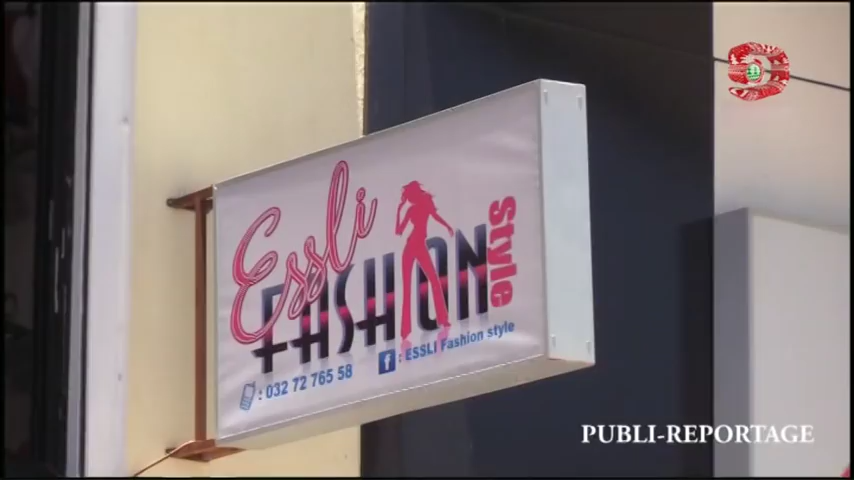 Essli
FASHION
Style
: 032 72 765 58
f : ESSLI Fashion style
PUBLI-REPORTAGE